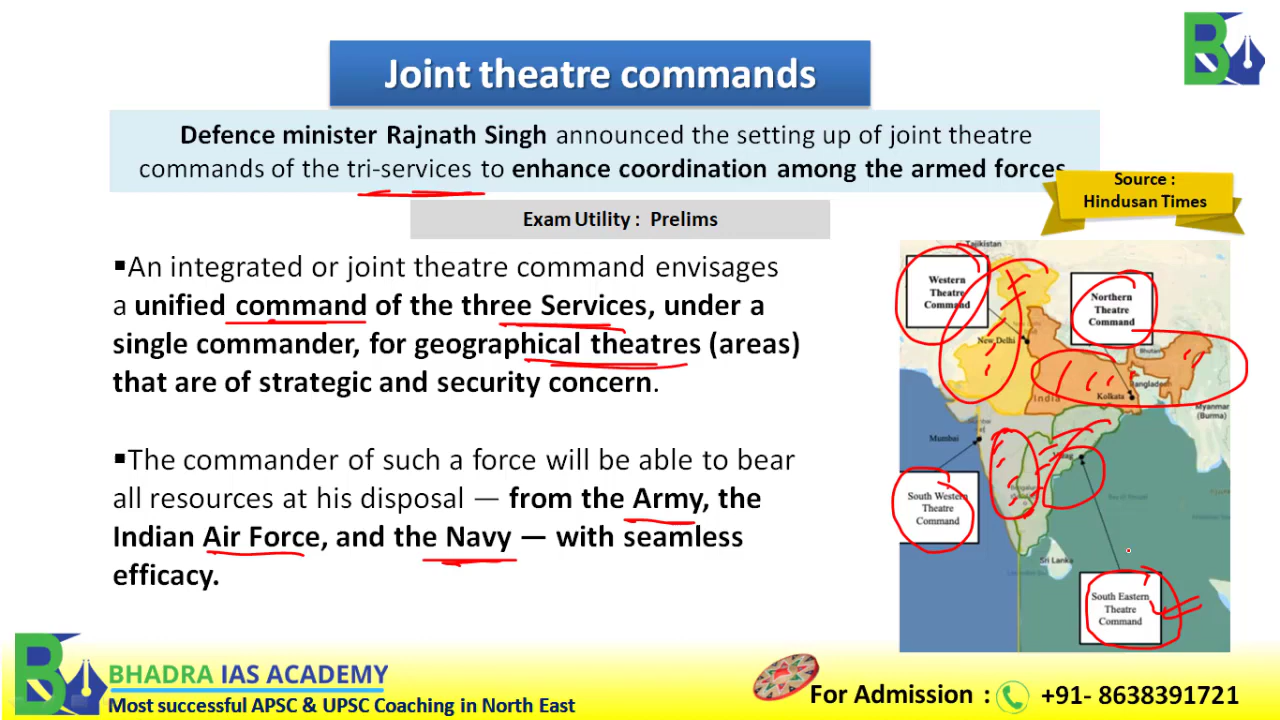 Joint theatre commands
Defence minister Rajnath Singh announced the setting up of joint theatre
commands of the tri-services to enhance coordination among the armed forces
Source :
Hindusan Times
Exam Utility : Prelims
▪An integrated or joint theatre command envisages
a unified command of the three Services, under a
single commander, for geographical theatres (areas)
that are of strategic and security concern.
▪The commander of such a force will be able to bear
all resources at his disposal — from the Army, the
Indian Air Force, and the Navy — with seamless
efficacy.
Tajikistan
Western
Theatre
Command
Northern
Theatre
Command
New Delhi
Bhutan
Bangladesh
India
Kolkata
Myanmar
(Burma)
Mumbai
Vizag
South Western
Theatre
Command
Sri Lanka
South Eastern
Theatre
Command
BHADRA IAS ACADEMY
Most successful APSC & UPSC Coaching in North East
For Admission : +91- 8638391721